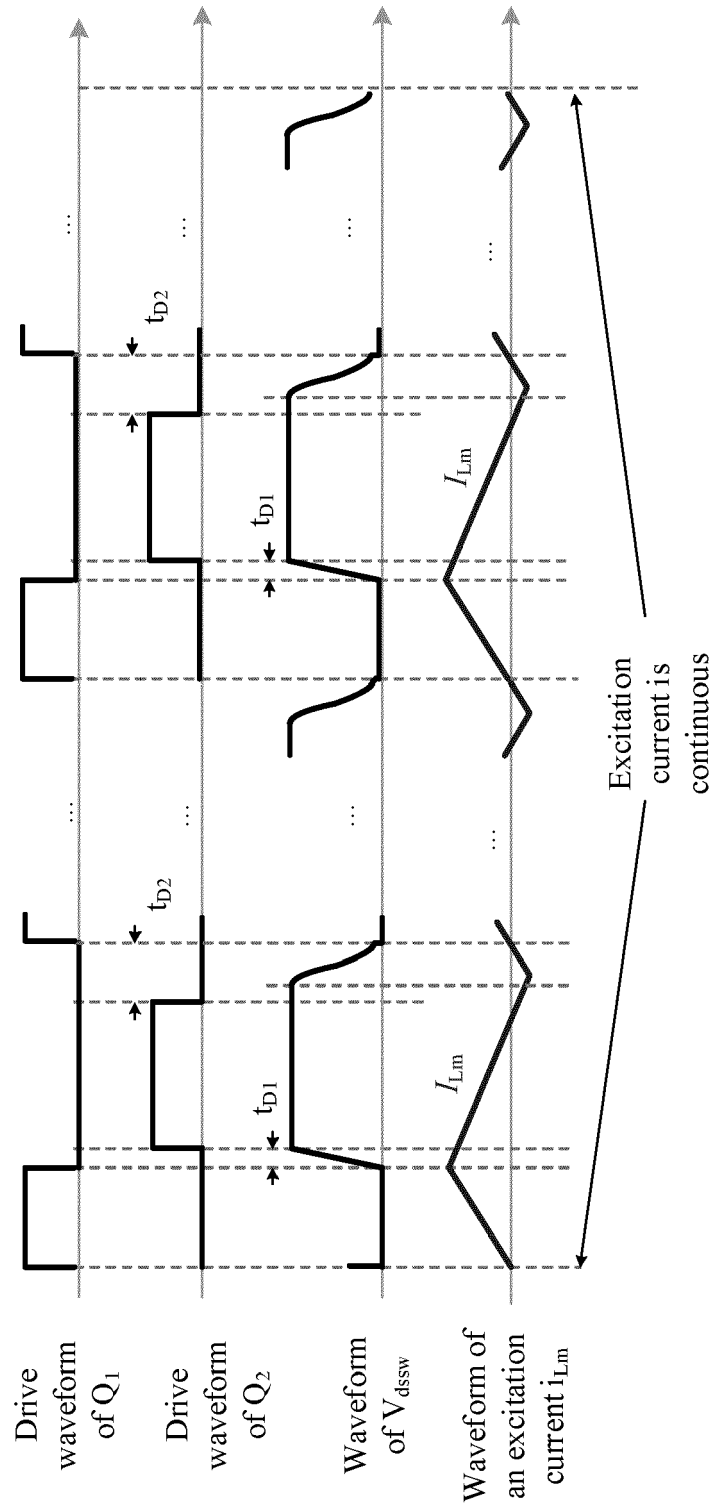 Drive
waveform
of Q1
Drive
waveform
of Q2
Waveform
of Vdssw
Waveform of
an excitation
current iLm
tD2
...
tD2
...
...
...
tD1
...
tD1
...
ILm
...
ILm
...
Excitation
current is
continuous